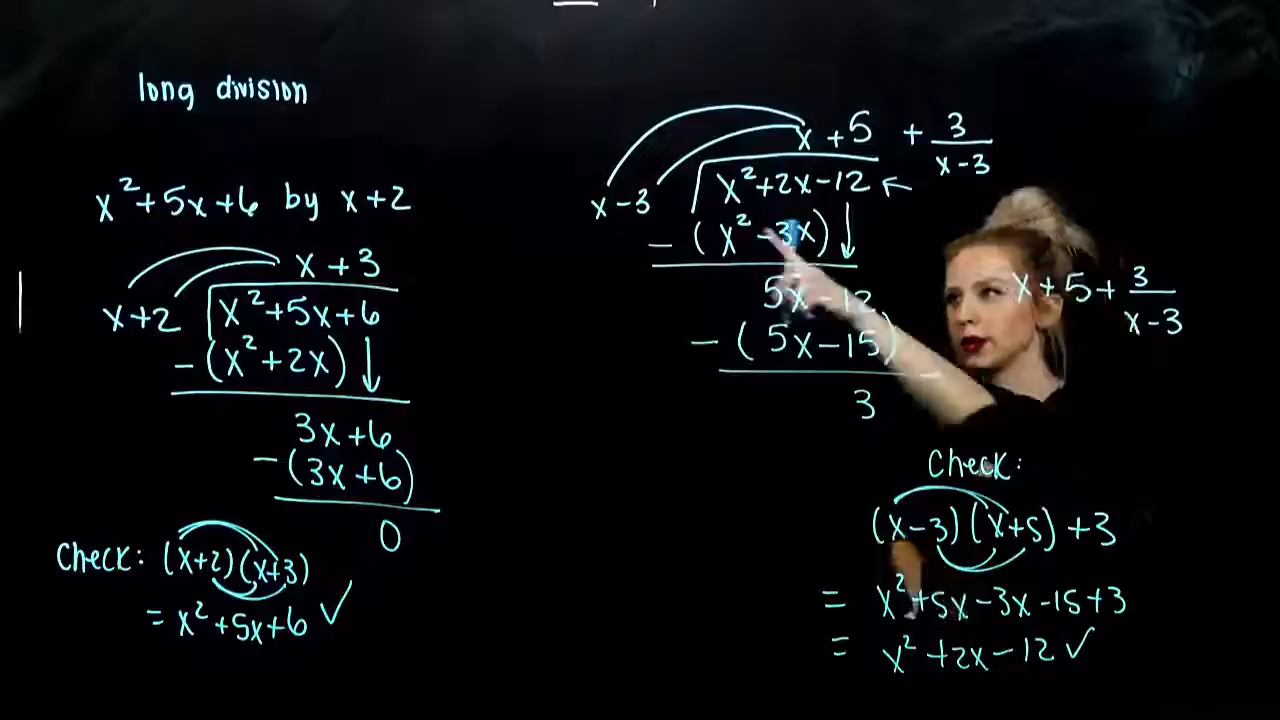 long division
x²+5x+6 by x+2
x+3
x+2 x²+5x+6
-(x²+2x) ↓
3x+6
-(3x+6)
0
Check: (x+2)(x+3)
= x²+5x+6 ✓
x+5 + 3/(x-3)
x-3 x²+2x-12 ←
-(x²-3x) ↓
5x-12
-(5x-15)
3
x+5+ 3/(x-3)
Check:
(x-3)(x+5)+3
= x²+5x-3x-15+3
= x²+2x-12 ✓